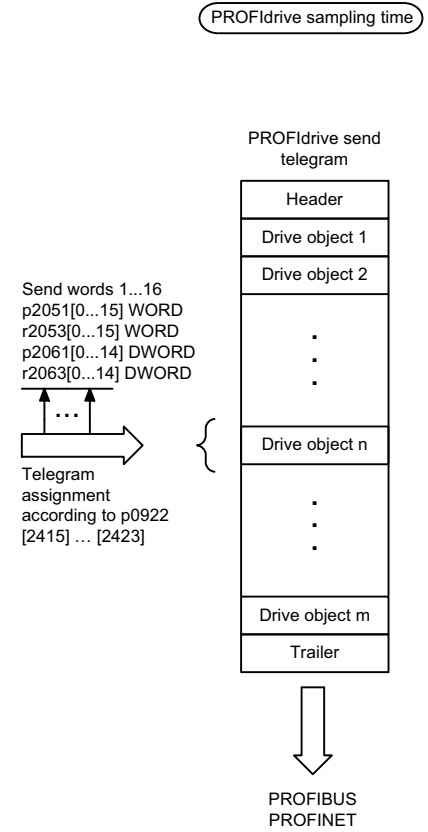 PROFIdrive sampling time
PROFIdrive send
telegram
Header
Drive object 1
Drive object 2
Send words 1...16
p2051[0...15] WORD
r2053[0...15] WORD
p2061[0...14] DWORD
r2063[0...14] DWORD
...
Drive object n
Telegram
assignment
according to p0922
[2415] … [2423]
Drive object m
Trailer
PROFIBUS
PROFINET